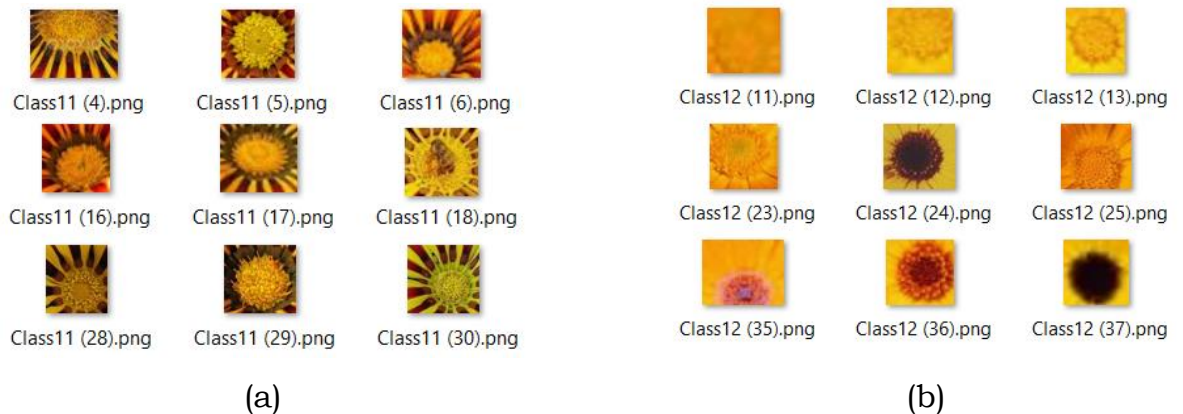 Class11 (4).png Class11 (5).png Class11 (6).png
Class11 (16).png Class11 (17).png Class11 (18).png
Class11 (28).png Class11 (29).png Class11 (30).png
(a)
Class12 (11).png Class12 (12).png Class12 (13).png
Class12 (23).png Class12 (24).png Class12 (25).png
Class12 (35).png Class12 (36).png Class12 (37).png
(b)